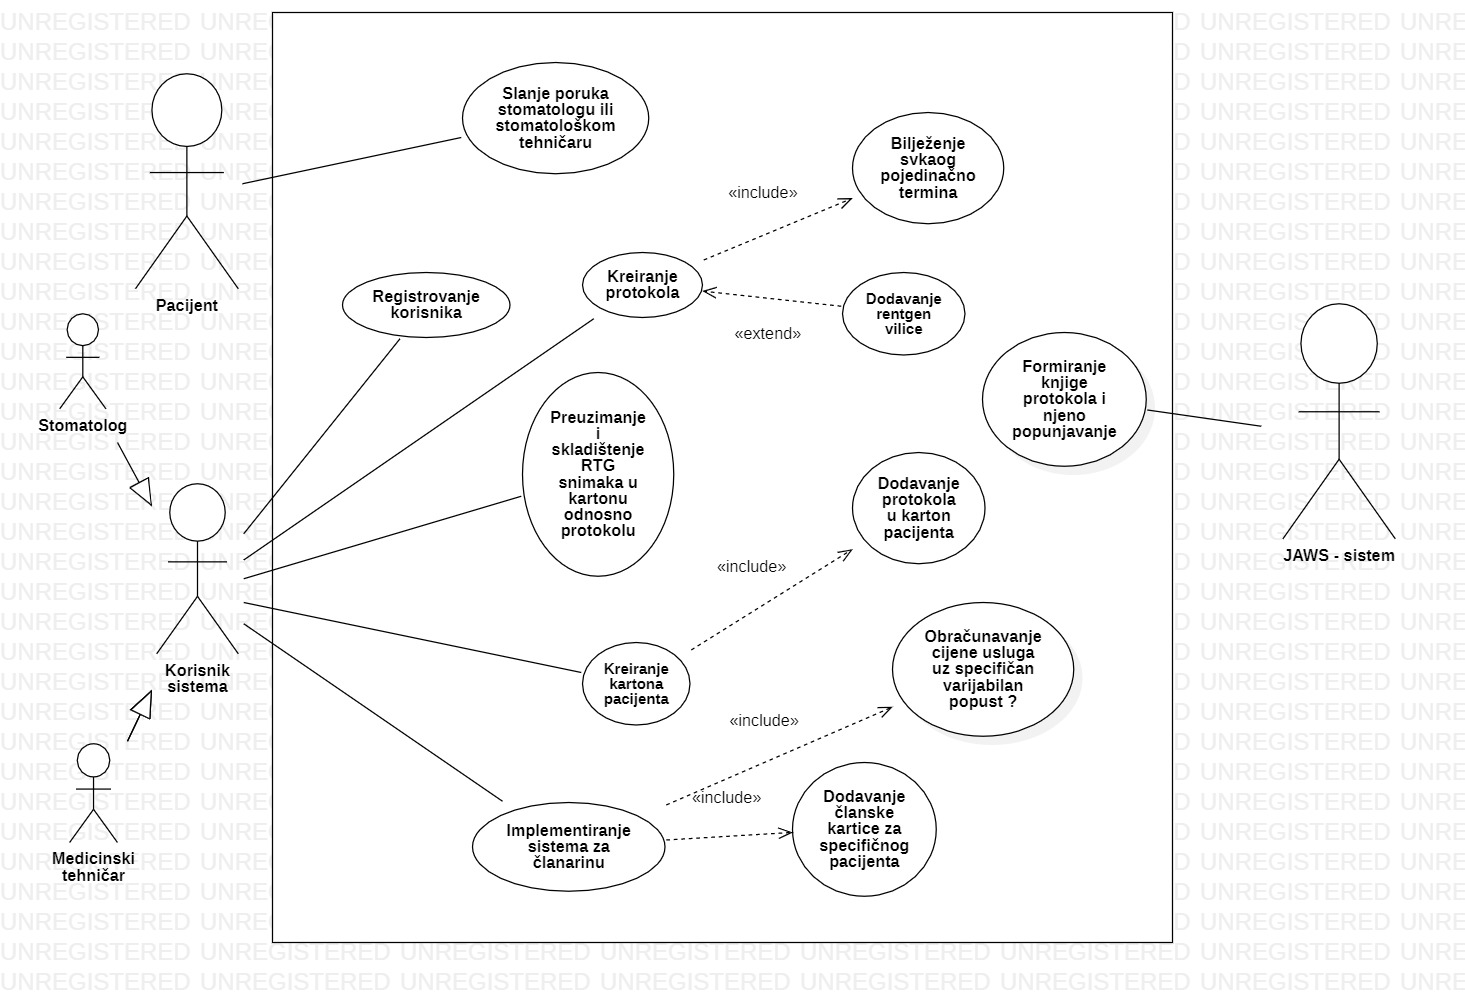 Slanje poruka
stomatologu ili
stomatološkom
tehničaru
Bilježenje
svkaog
pojedinačno
termina
«include»
Kreiranje
protokola
Dodavanje
rentgen
vilice
«extend»
Pacijent
Registrovanje
korisnika
Formiranje
knjige
protokola i
njeno
popunjavanje
Stomatolog
Preuzimanje
i
skladištenje
RTG
snimaka u
kartonu
odnosno
protokolu
Dodavanje
protokola
u karton
pacijenta
JAWS - sistem
«include»
Korisnik
sistema
Kreiranje
kartona
pacijenta
Obračunavanje
cijene usluga
uz specifičan
varijabilan
popust ?
«include»
«include»
Implementiranje
sistema za
članarinu
Dodavanje
članske
kartice za
specifičnog
pacijenta
Medicinski
tehničar
UNREGISTERED UNREGISTERED UNREGISTERED UNREGISTERED UNREGISTERED UNREGISTERED UNREGISTERED UNRE